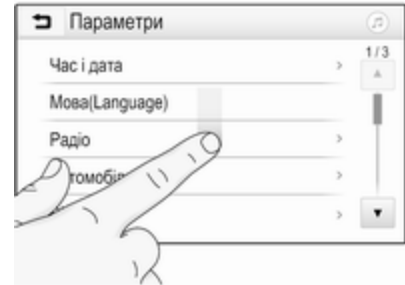 Параметри
1/3
Час і дата
Мова(Language)
Радіо